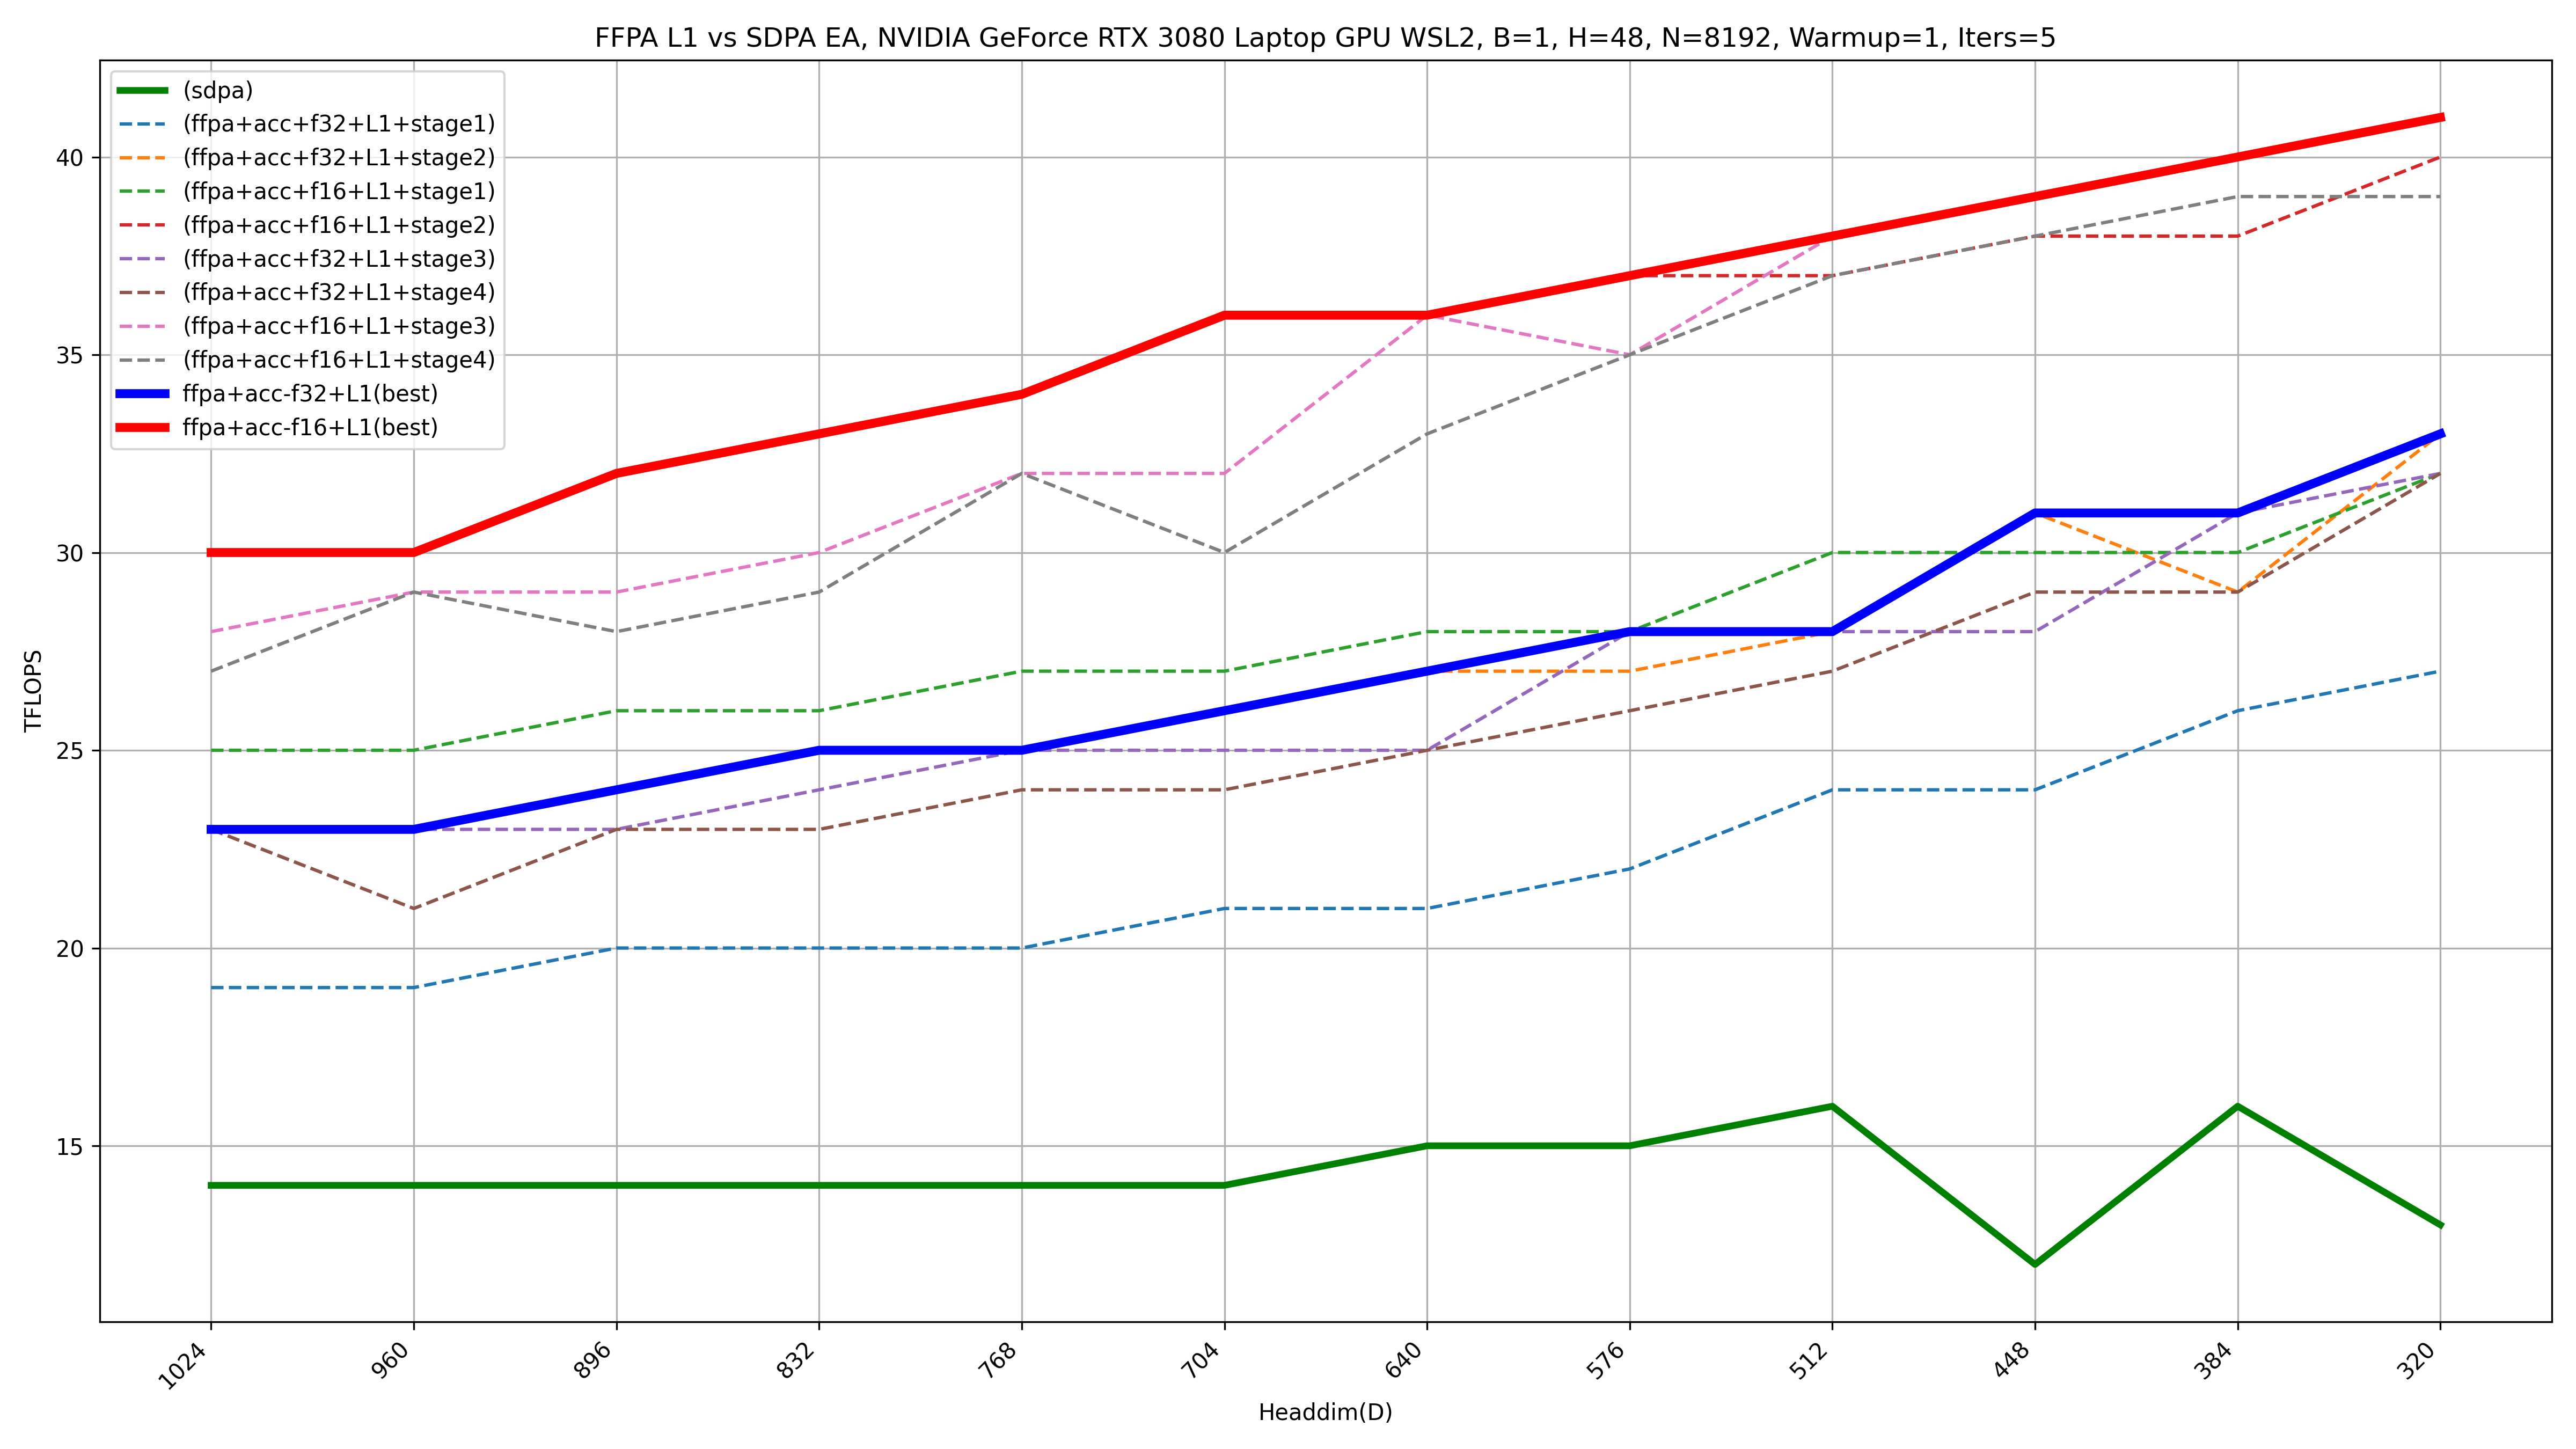 FFPA L1 vs SDPA EA, NVIDIA GeForce RTX 3080 Laptop GPU WSL2, B=1, H=48, N=8192, Warmup=1, Iters=5
(sdpa)
(ffpa+acc+f32+L1+stage1)
(ffpa+acc+f32+L1+stage2)
(ffpa+acc+f16+L1+stage1)
(ffpa+acc+f16+L1+stage2)
(ffpa+acc+f32+L1+stage3)
(ffpa+acc+f32+L1+stage4)
(ffpa+acc+f16+L1+stage3)
(ffpa+acc+f16+L1+stage4)
ffpa+acc-f32+L1(best)
ffpa+acc-f16+L1(best)
TFLOPS
40
35
30
25
20
15
1024 960 896 832 768 704 640 576 512 448 384 320
Headdim(D)